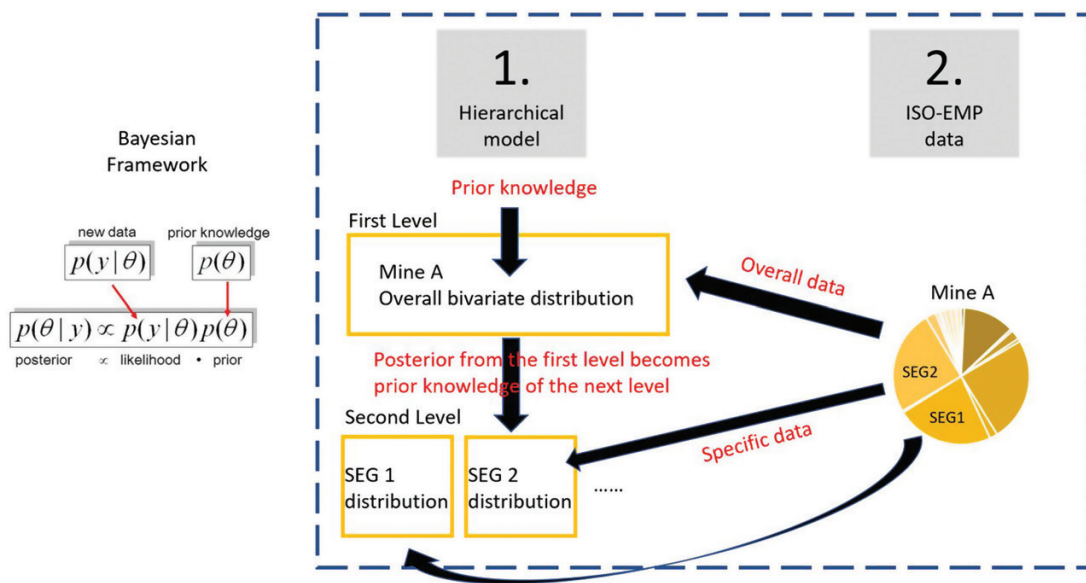 Bayesian
Framework
new data
prior knowledge
p(y|θ)
p(θ)
p(θ|y) ∝ p(y|θ)p(θ)
posterior ∝ likelihood • prior
1.
Hierarchical
model
2.
ISO-EMP
data
Prior knowledge
First Level
Mine A
Overall bivariate distribution
Overall data
Mine A
SEG2
SEG1
Posterior from the first level becomes
prior knowledge of the next level
Second Level
SEG 1
distribution
SEG 2
distribution
......
Specific data